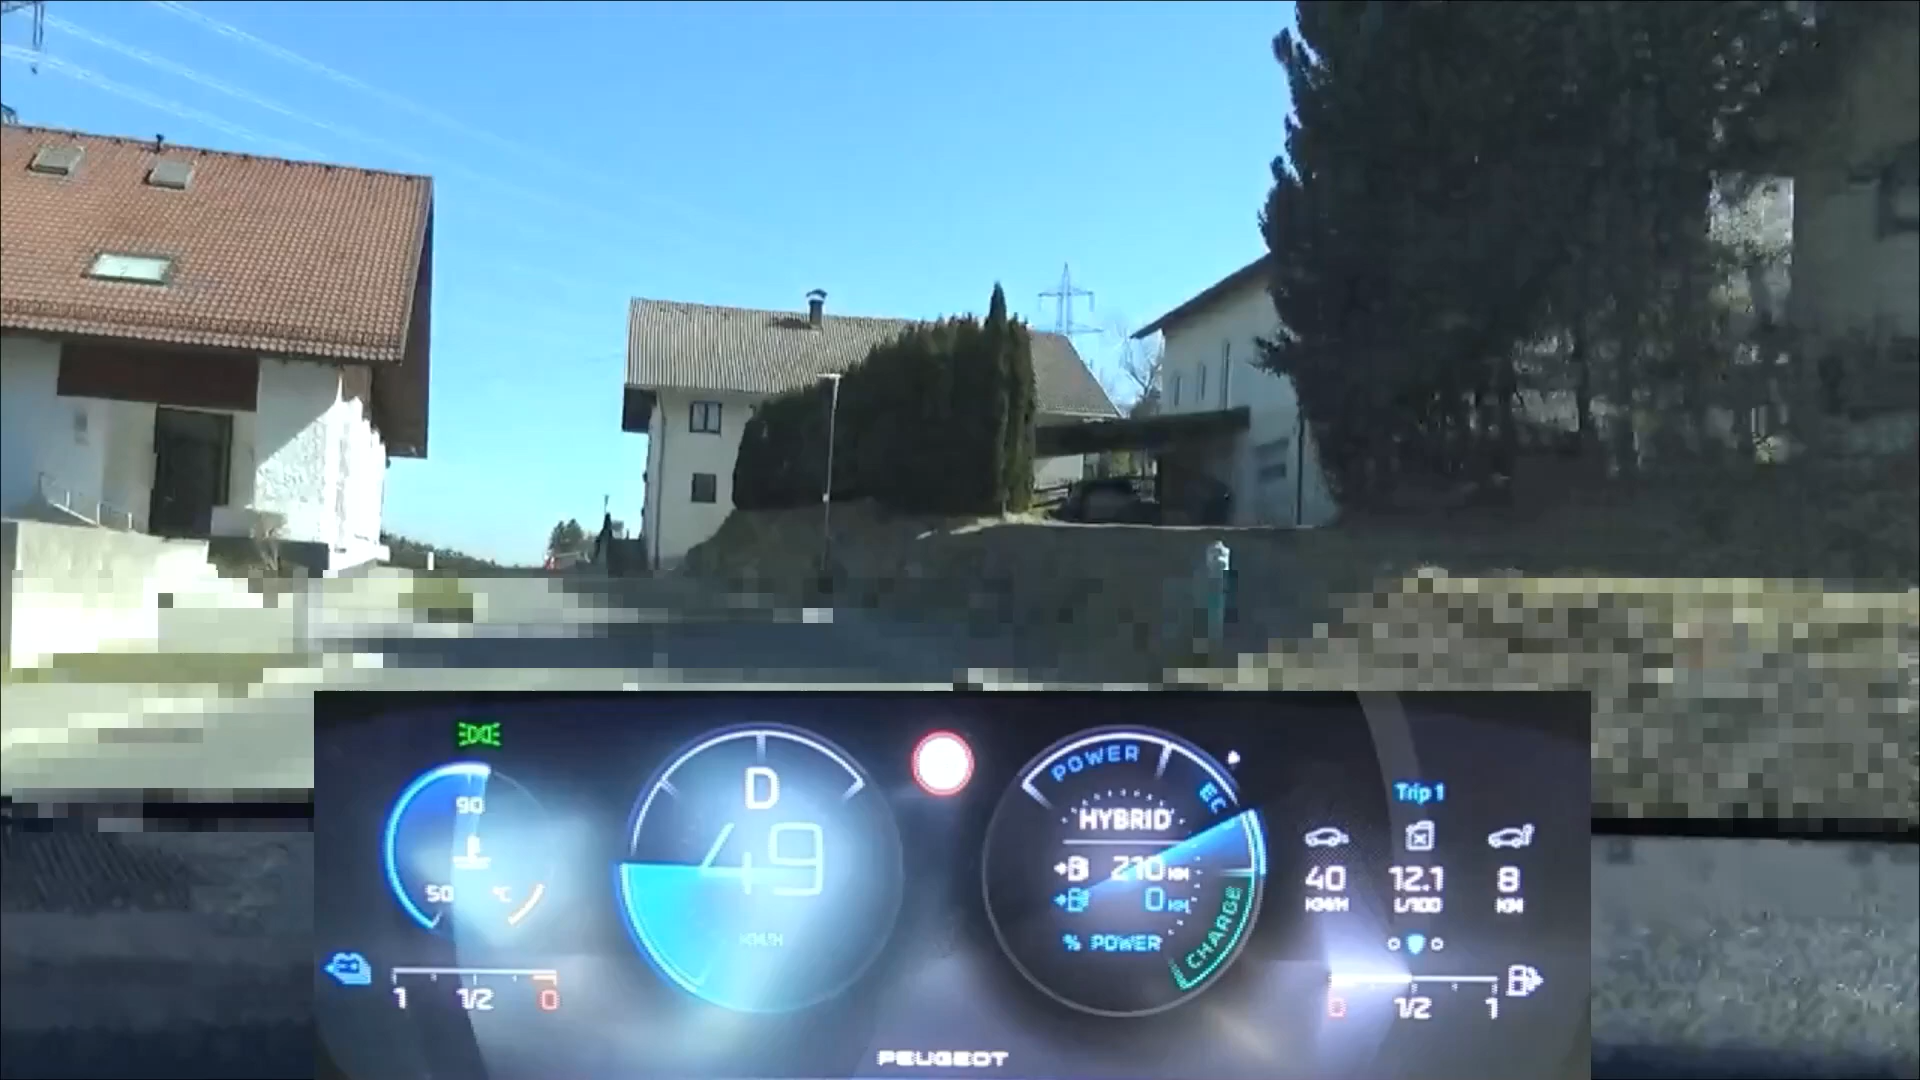 90
50 °C
1 1/2 0
D
49
KM/H
POWER
EC
HYBRID
210 KM
0 KM
% POWER
CHARGE
Trip 1
40 12.1 8
KM/H L/100 KM
0 1/2 1
PEUGEOT